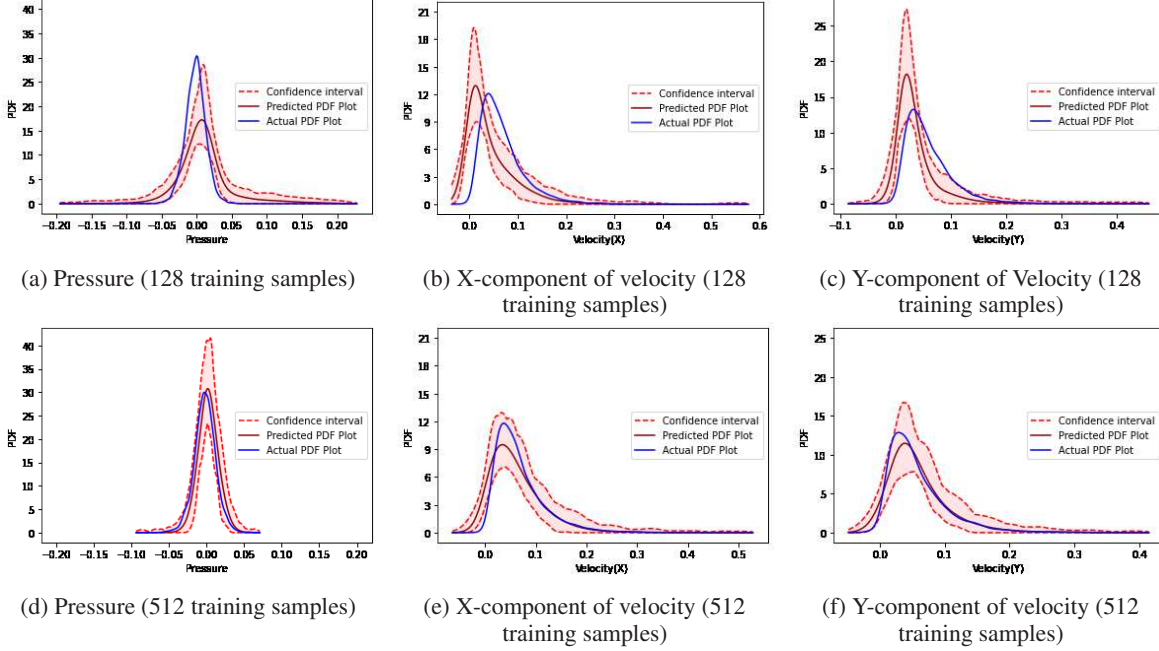 40
35
30
25
20
15
10
5
0
PDF
−0.20 −0.15 −0.10 −0.05 0.00 0.05 0.10 0.15 0.20
Pressure
Confidence interval
Predicted PDF Plot
Actual PDF Plot
21
18
15
12
9
6
3
0
PDF
0.0 0.1 0.2 0.3 0.4 0.5 0.6
Velocity(X)
Confidence interval
Predicted PDF Plot
Actual PDF Plot
25
20
15
10
5
0
PDF
−0.1 0.0 0.1 0.2 0.3 0.4
Velocity(Y)
Confidence interval
Predicted PDF Plot
Actual PDF Plot
(a) Pressure (128 training samples)
(b) X-component of velocity (128
training samples)
(c) Y-component of Velocity (128
training samples)
40
35
30
25
20
15
10
5
0
PDF
−0.20 −0.15 −0.10 −0.05 0.00 0.05 0.10 0.15 0.20
Pressure
Confidence interval
Predicted PDF Plot
Actual PDF Plot
21
18
15
12
9
6
3
0
PDF
0.0 0.1 0.2 0.3 0.4 0.5
Velocity(X)
Confidence interval
Predicted PDF Plot
Actual PDF Plot
25
20
15
10
5
0
PDF
0.0 0.1 0.2 0.3 0.4
Velocity(Y)
Confidence interval
Predicted PDF Plot
Actual PDF Plot
(d) Pressure (512 training samples)
(e) X-component of velocity (512
training samples)
(f) Y-component of velocity (512
training samples)